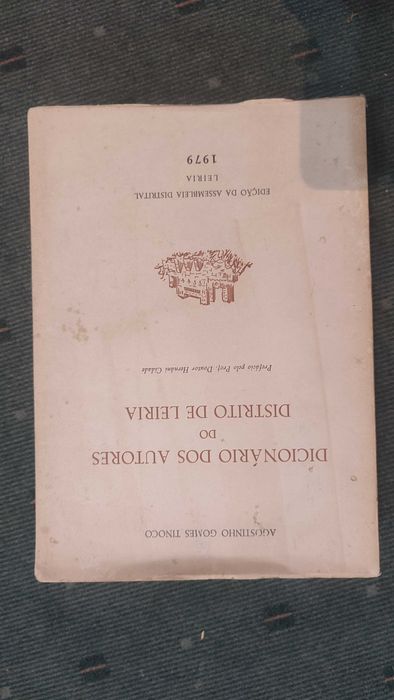 AGOSTINHO GOMES TINOCO
DICIONÁRIO DOS AUTORES
DO
DISTRITO DE LEIRIA
Prefácio pelo Prof. Doutor Hernâni Cidade
EDIÇÃO DA ASSEMBLEIA DISTRITAL
LEIRIA
1979